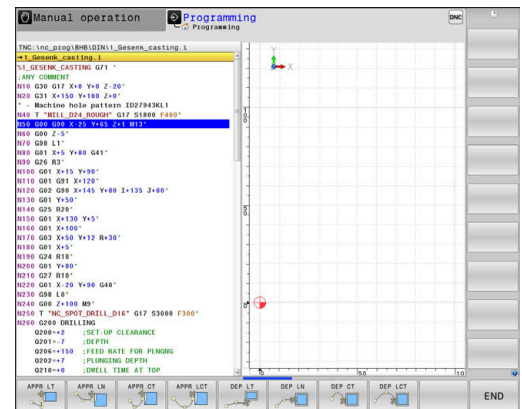 Manual operation
Programming
Programming
DNC
TNC:\nc_prog\BHB\DIN\1_Gesenk_casting.i
→1_Gesenk_casting.i
%1_GESENK_CASTING G71 *
;ANY COMMENT
N10 G30 G17 X+0 Y+0 Z-20*
N20 G31 X+150 Y+100 Z+0*
* - Machine hole pattern ID27943KL1
N40 T "MILL_D24_ROUGH" G17 S1800 F400*
N50 G00 G90 X-25 Y+65 Z+1 M13*
N60 G00 Z-5*
N70 G98 L1*
N80 G01 X+5 Y+80 G41*
N90 G26 R3*
N100 G01 X+15 Y+90*
N110 G01 G91 X+120*
N120 G02 G90 X+145 Y+80 I+135 J+80*
N130 G01 Y+50*
N140 G25 R20*
N150 G01 X+130 Y+5*
N160 G01 X+100*
N170 G03 X+50 Y+12 R+30*
N180 G01 X+5*
N190 G24 R10*
N200 G01 Y+80*
N210 G27 R10*
N220 G01 X-20 Y+90 G40*
N230 G98 L0*
N240 G00 Z+100 M9*
N250 T "NC_SPOT_DRILL_D16" G17 S3000 F300*
N260 G200 DRILLING
Q200=+2 ;SET-UP CLEARANCE
Q201=-7 ;DEPTH
Q206=+150 ;FEED RATE FOR PLNGNG
Q202=+7 ;PLUNGING DEPTH
Q210=+0 ;DWELL TIME AT TOP
Y
X
100
50
0
0
50
10
APPR LT
APPR LN
APPR CT
APPR LCT
DEP LT
DEP LN
DEP CT
DEP LCT
END